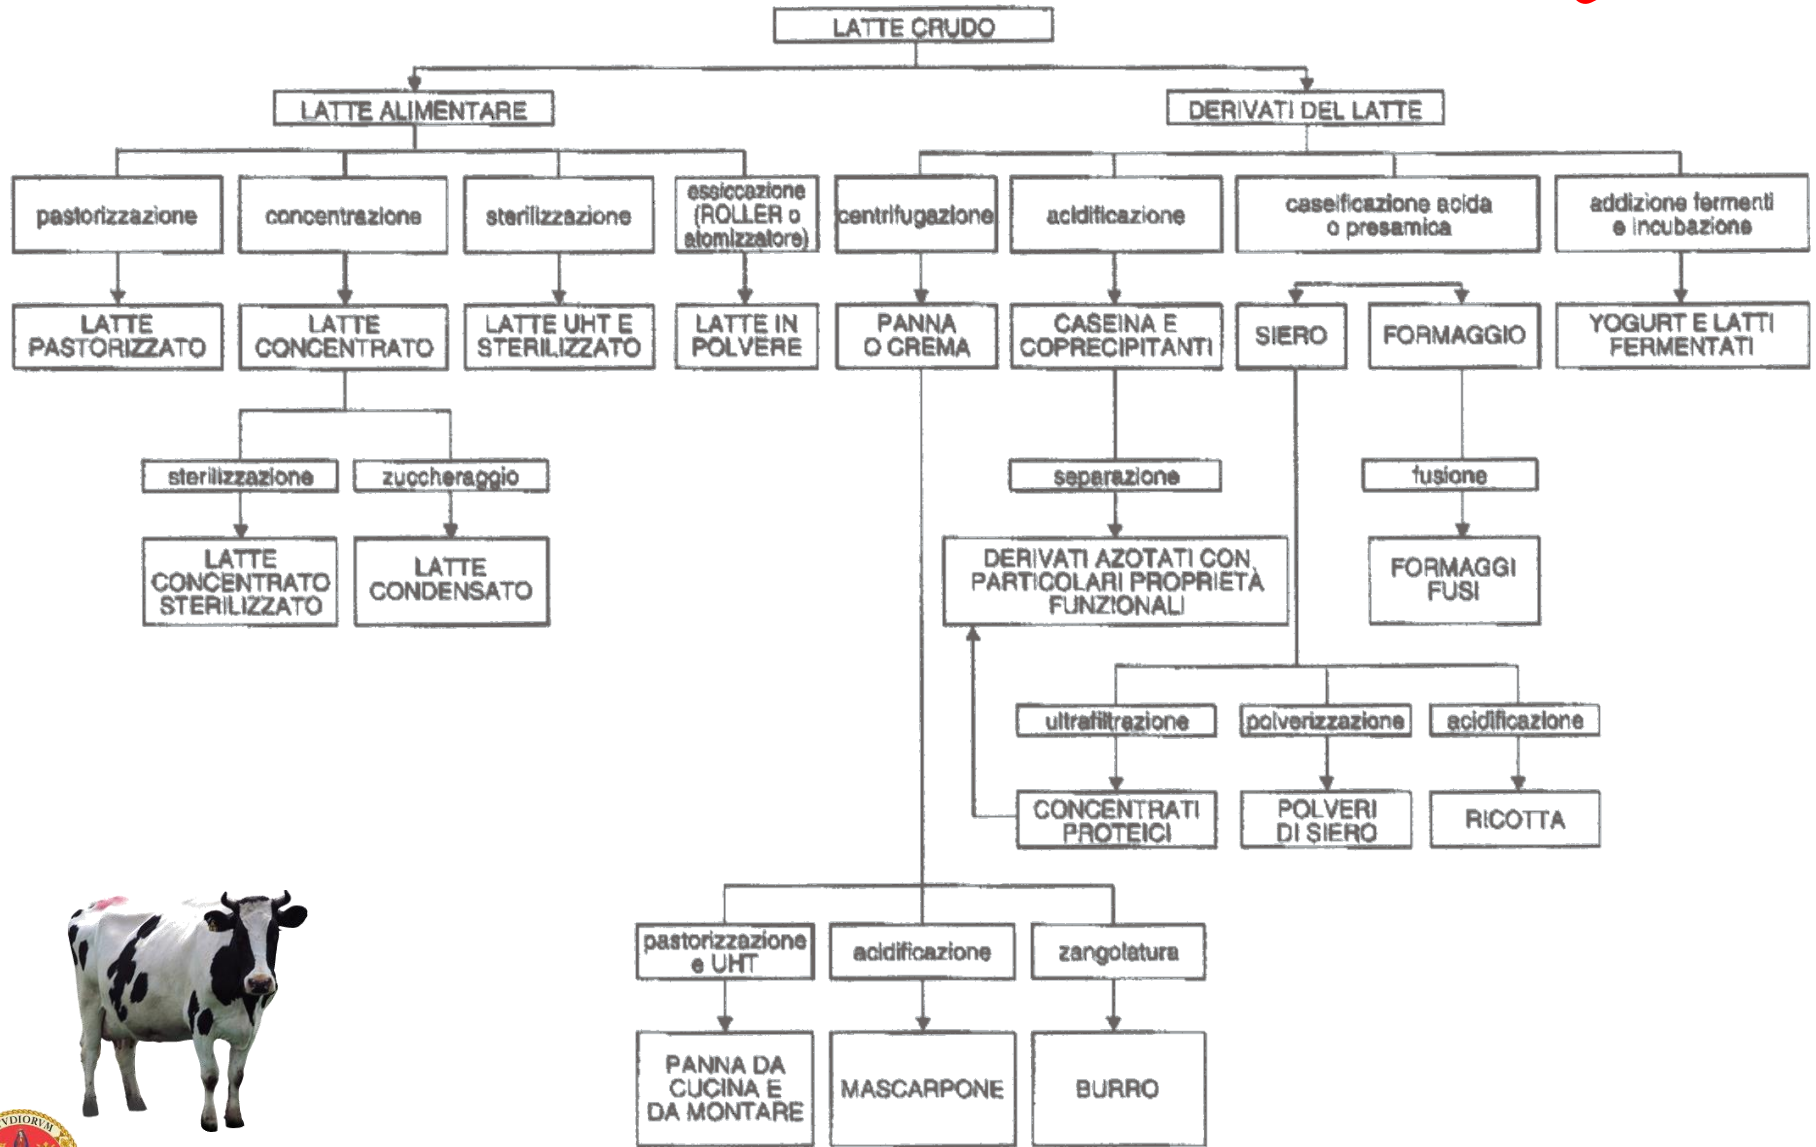 LATTE CRUDO
LATTE ALIMENTARE
DERIVATI DEL LATTE
pastorizzazione
concentrazione
sterilizzazione
essiccazione
(ROLLER o
atomizzatore)
centrifugazione
acidificazione
caseificazione acida
o presamica
addizione fermenti
e incubazione
LATTE
PASTORIZZATO
LATTE
CONCENTRATO
LATTE UHT E
STERILIZZATO
LATTE IN
POLVERE
PANNA
O CREMA
CASEINA E
COPRECIPITANTI
SIERO
FORMAGGIO
YOGURT E LATTI
FERMENTATI
sterilizzazione
zuccheraggio
separazione
fusione
LATTE
CONCENTRATO
STERILIZZATO
LATTE
CONDENSATO
DERIVATI AZOTATI CON
PARTICOLARI PROPRIETÀ
FUNZIONALI
FORMAGGI
FUSI
ultrafiltrazione
polverizzazione
acidificazione
CONCENTRATI
PROTEICI
POLVERI
DI SIERO
RICOTTA
pastorizzazione
e UHT
acidificazione
zangolatura
PANNA DA
CUCINA E
DA MONTARE
MASCARPONE
BURRO